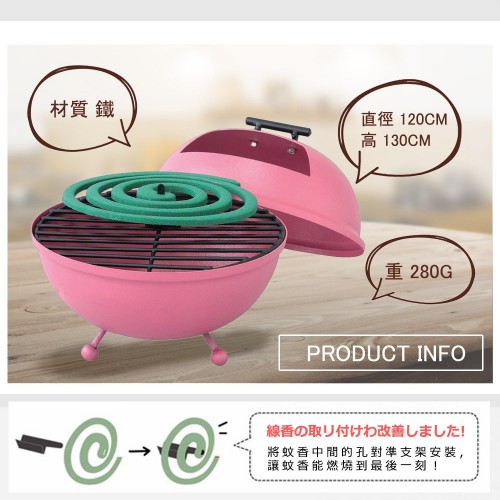 材質 鐵
直徑 120CM
高 130CM
重 280G
PRODUCT INFO
線香の取り付けわ改善しました!
將蚊香中間的孔對準支架安裝，
讓蚊香能燃燒到最後一刻！